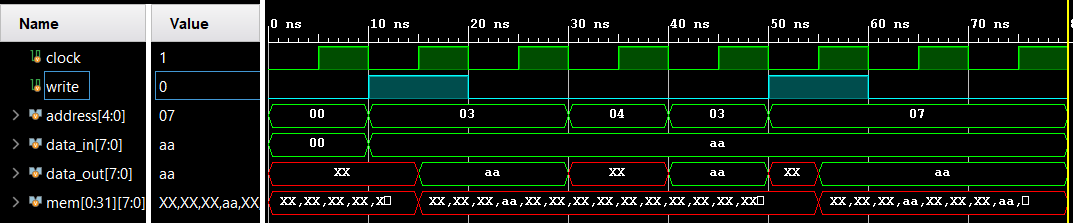 Name Value 0 ns 10 ns 20 ns 30 ns 40 ns 50 ns 60 ns 70 ns 8
clock 1
write 0
address[4:0] 07 00 03 04 03 07
data_in[7:0] aa 00 aa
data_out[7:0] aa XX aa XX aa XX aa
mem[0:31][7:0] XX,XX,XX,aa,XX XX,XX,XX,XX,X□ XX,XX,XX,aa,XX,XX,XX,XX,XX,XX,XX,XX,XX,XX□ XX,XX,XX,aa,XX,XX,XX,aa,□